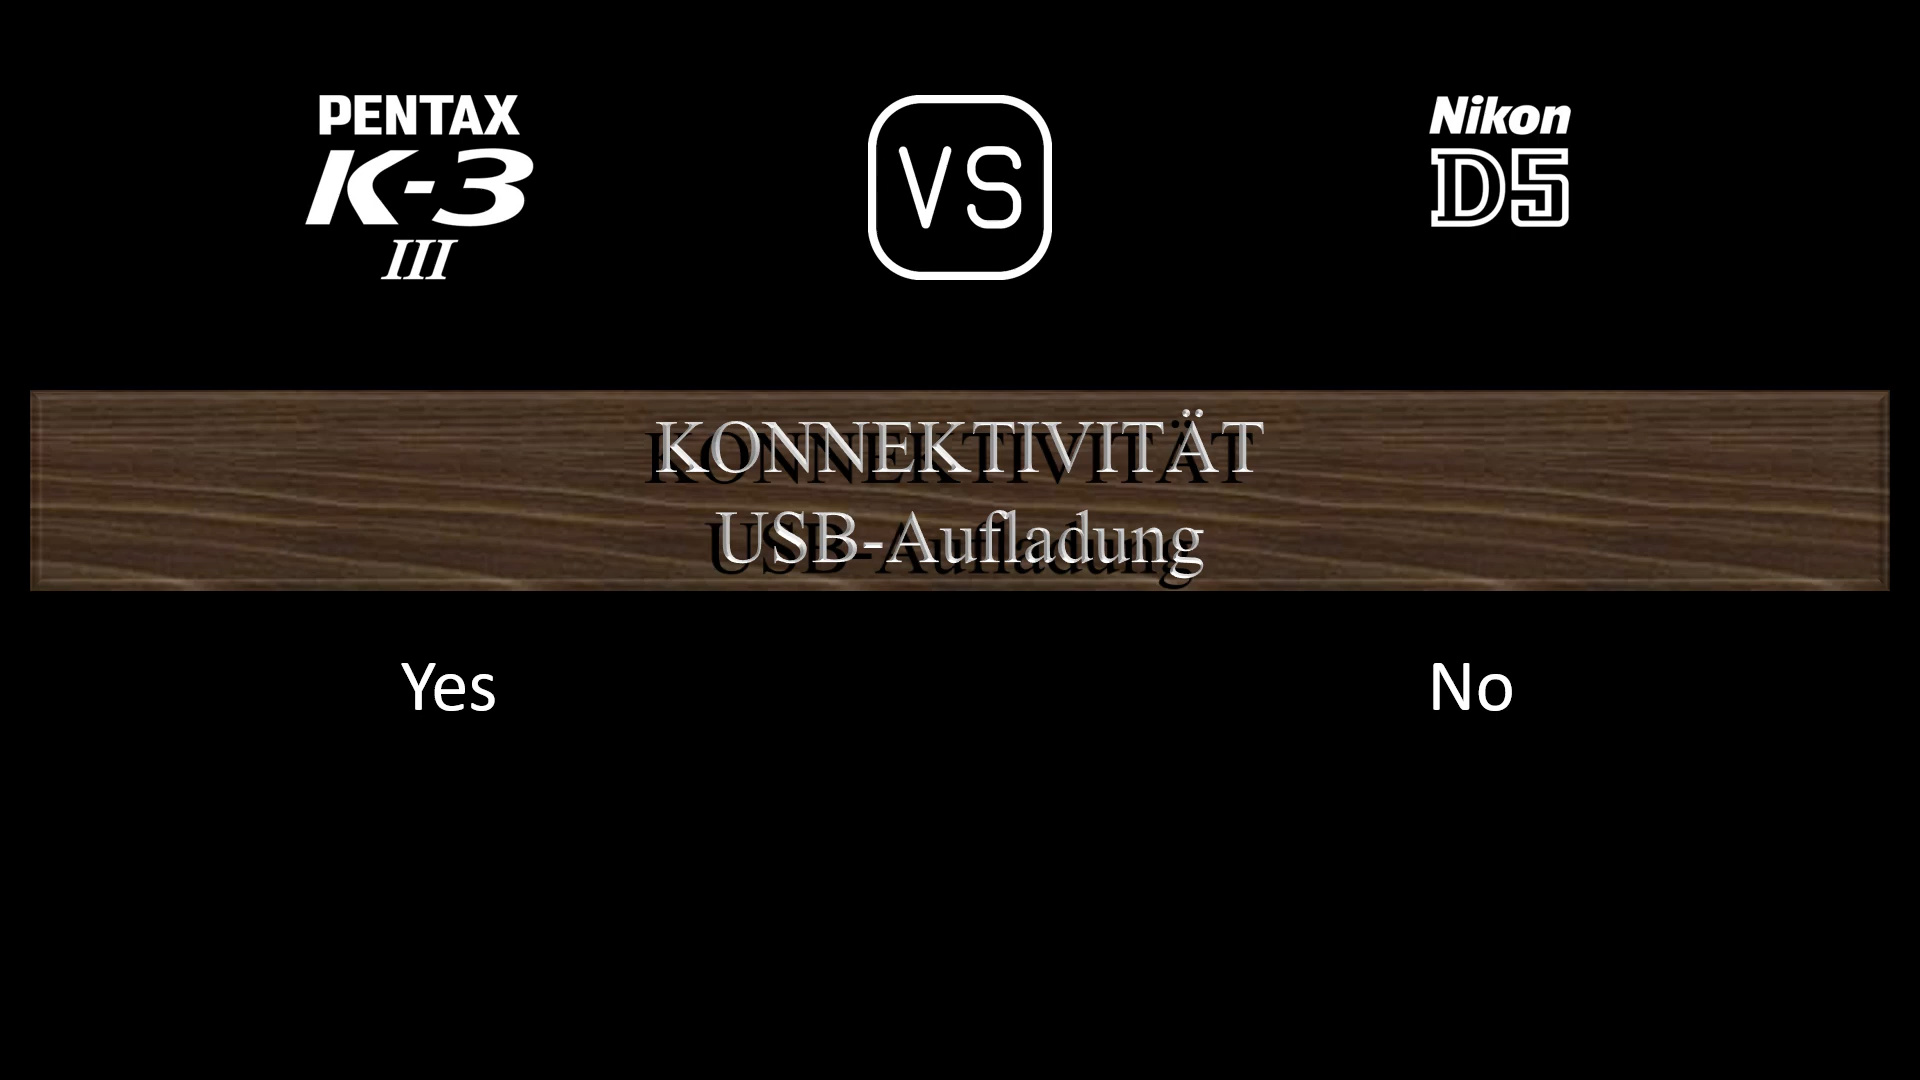 PENTAX
K-3
III
VS
Nikon
D5
KONNEKTIVITÄT
USB-Aufladung
Yes
No